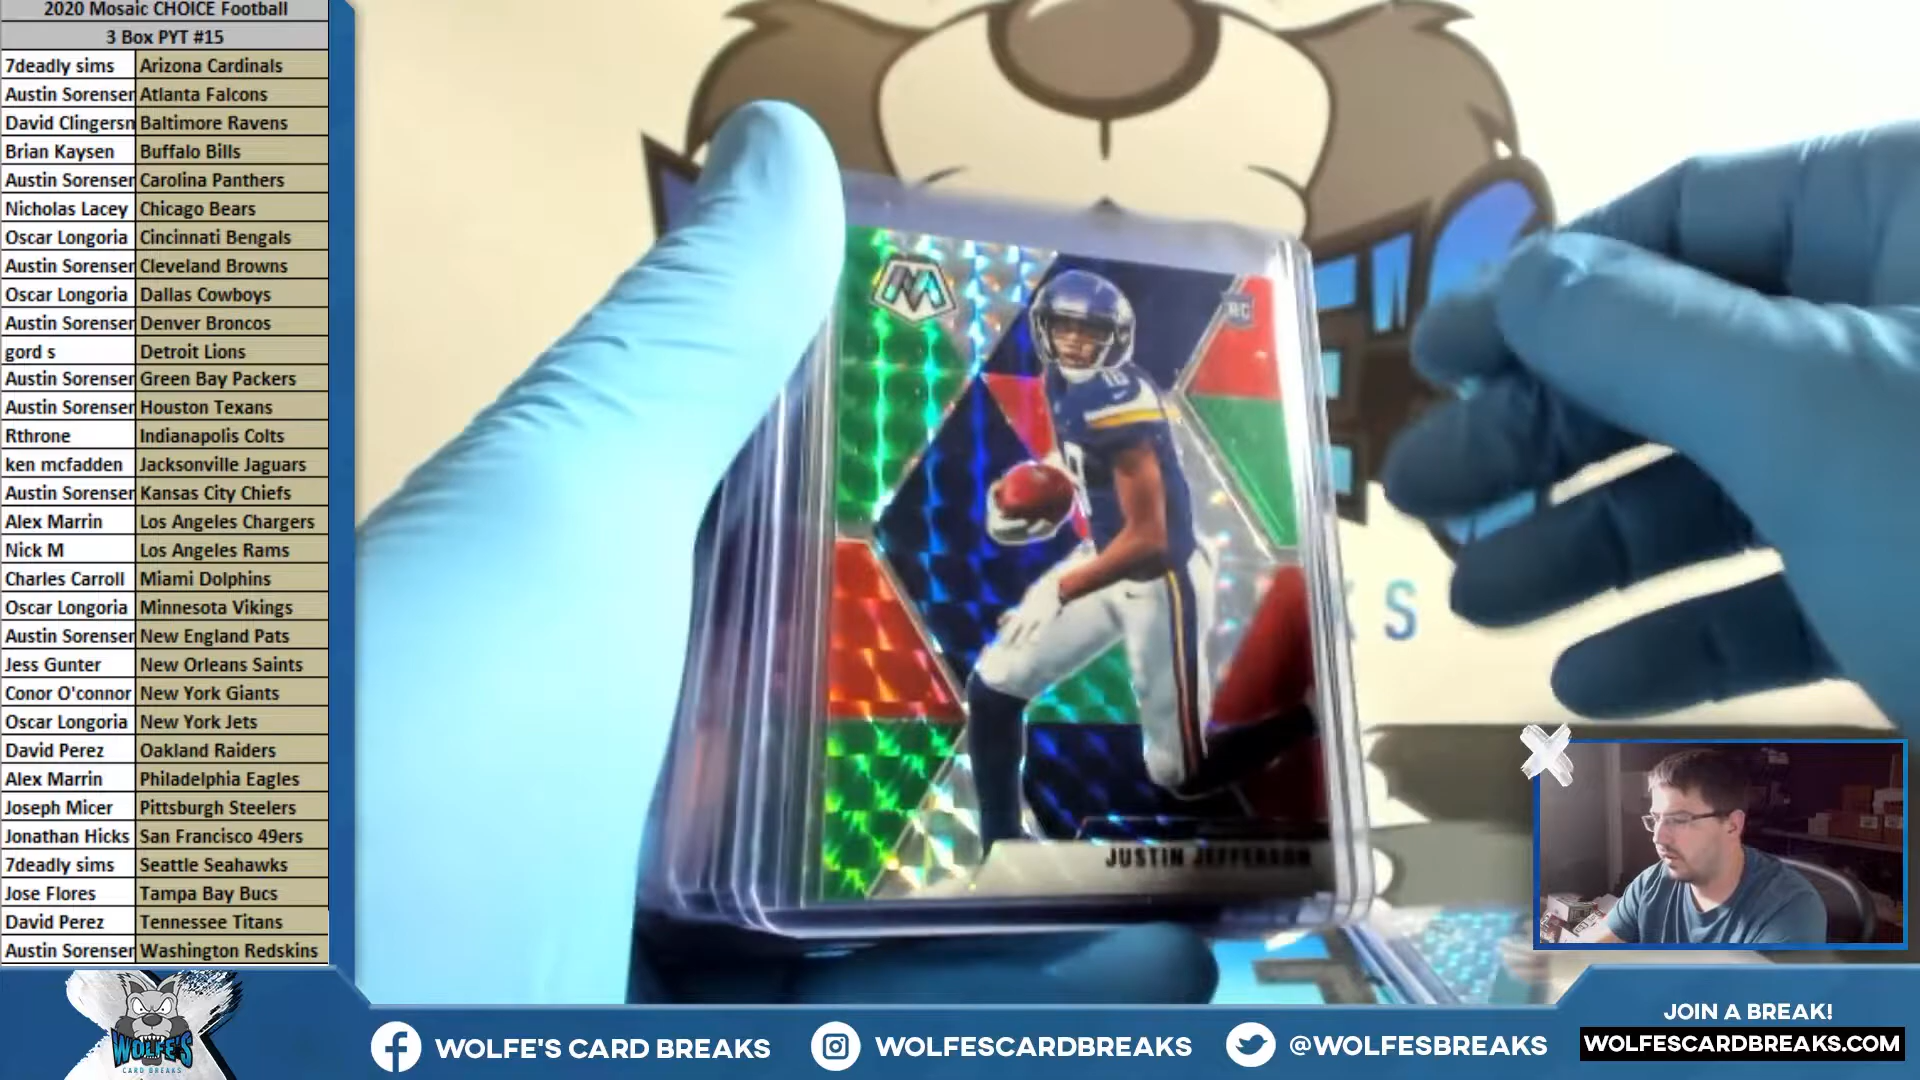 2020 Mosaic CHOICE Football
3 Box PYT #15
7deadly sims Arizona Cardinals
Austin Sorenser Atlanta Falcons
David Clingersn Baltimore Ravens
Brian Kaysen Buffalo Bills
Austin Sorenser Carolina Panthers
Nicholas Lacey Chicago Bears
Oscar Longoria Cincinnati Bengals
Austin Sorenser Cleveland Browns
Oscar Longoria Dallas Cowboys
Austin Sorenser Denver Broncos
gord s Detroit Lions
Austin Sorenser Green Bay Packers
Austin Sorenser Houston Texans
Rthrone Indianapolis Colts
ken mcfadden Jacksonville Jaguars
Austin Sorenser Kansas City Chiefs
Alex Marrin Los Angeles Chargers
Nick M Los Angeles Rams
Charles Carroll Miami Dolphins
Oscar Longoria Minnesota Vikings
Austin Sorenser New England Pats
Jess Gunter New Orleans Saints
Conor O'connor New York Giants
Oscar Longoria New York Jets
David Perez Oakland Raiders
Alex Marrin Philadelphia Eagles
Joseph Micer Pittsburgh Steelers
Jonathan Hicks San Francisco 49ers
7deadly sims Seattle Seahawks
Jose Flores Tampa Bay Bucs
David Perez Tennessee Titans
Austin Sorenser Washington Redskins
M
RC
18
JUSTIN JEFFERSON
S
WOLFE'S
CARD BREAKS
WOLFE'S CARD BREAKS
WOLFESCARDBREAKS
@WOLFESBREAKS
JOIN A BREAK!
WOLFESCARDBREAKS.COM